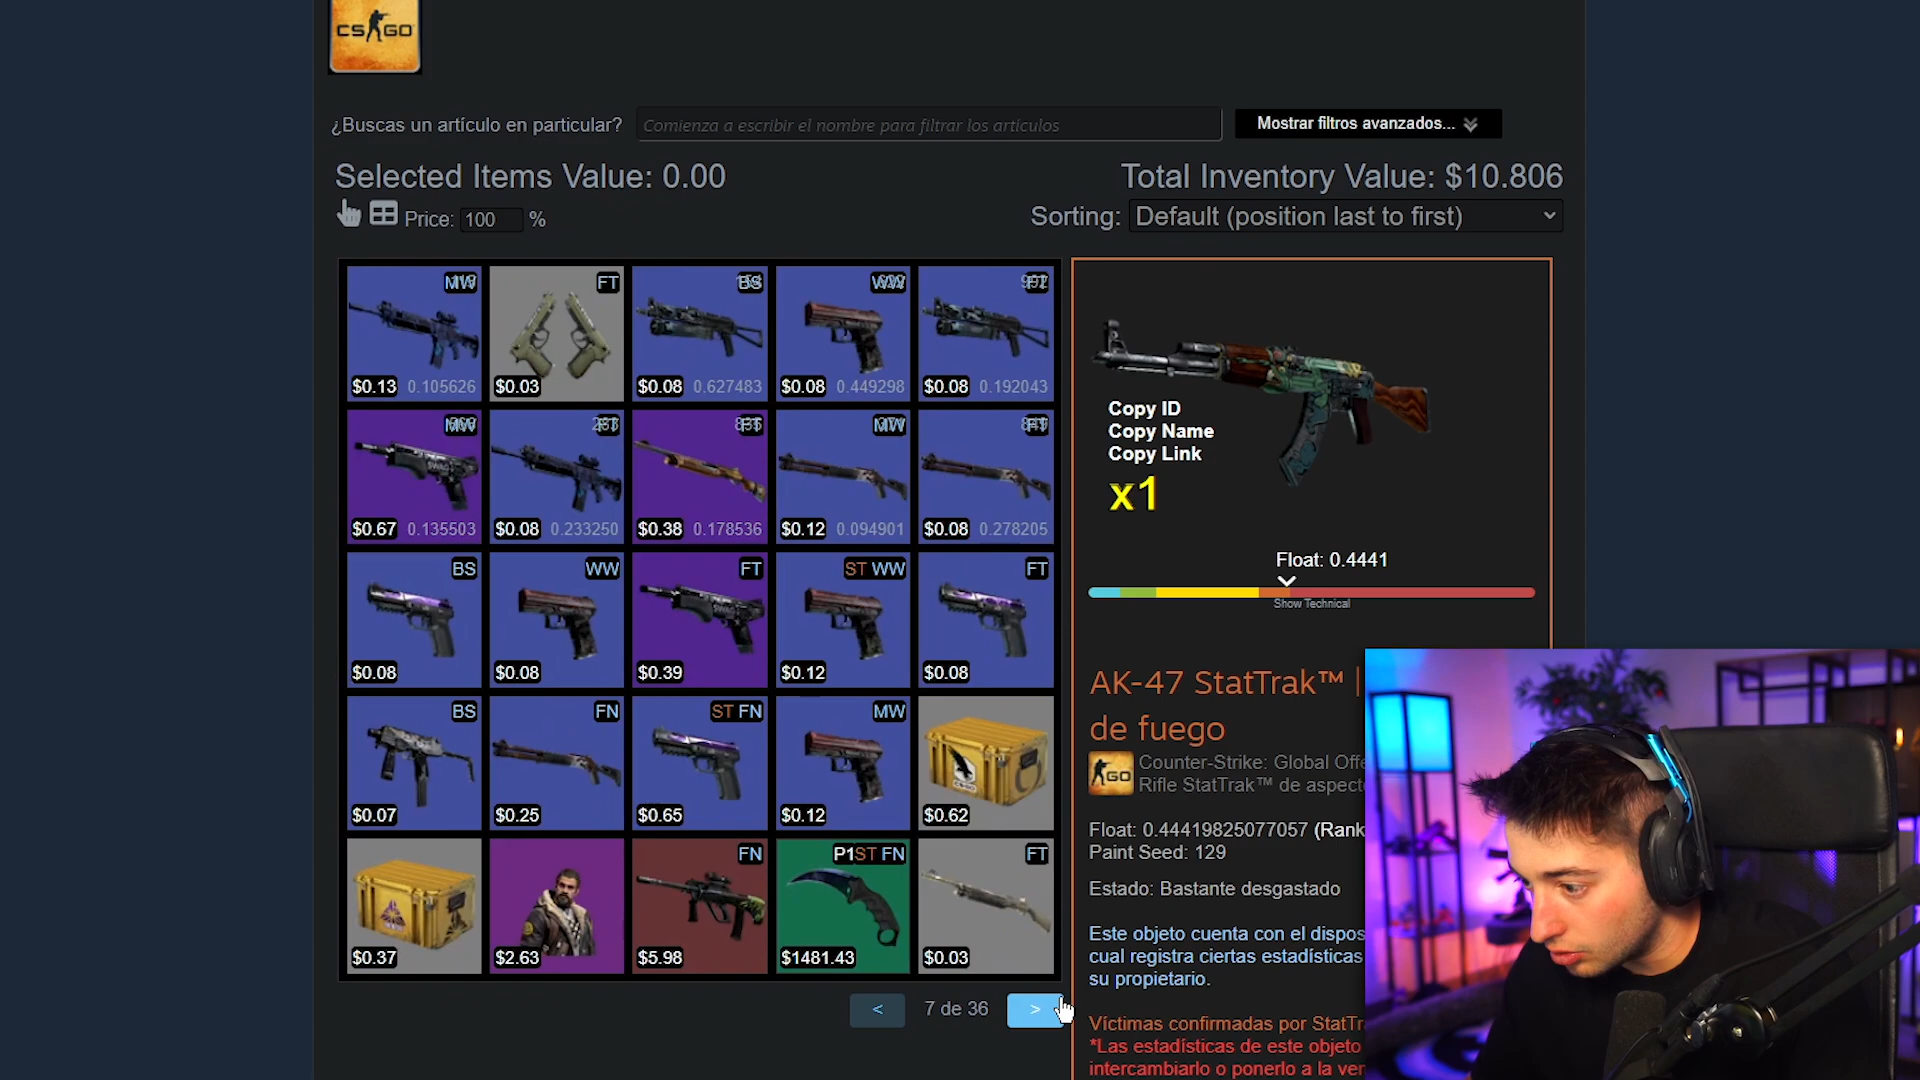 CS GO
¿Buscas un artículo en particular?
Comienza a escribir el nombre para filtrar los artículos
Mostrar filtros avanzados...
Selected Items Value: 0.00
Total Inventory Value: $10.806
Price: 100 %
Sorting: Default (position last to first)
MW FT BS WW FT
$0.13 0.105626 $0.03 $0.08 0.627483 $0.08 0.449298 $0.08 0.192043
MW FT FT MW FT
$0.67 0.135503 $0.08 0.233250 $0.38 0.178536 $0.12 0.094901 $0.08 0.278205
BS WW FT ST WW FT
$0.08 $0.08 $0.39 $0.12 $0.08
BS FN ST FN MW
$0.07 $0.25 $0.65 $0.12 $0.62
FN P1 ST FN FT
$0.37 $2.63 $5.98 $1481.43 $0.03
< 7 de 36 >
Copy ID
Copy Name
Copy Link
x1
Float: 0.4441
Show Technical
AK-47 StatTrak™ |
de fuego
GO
Counter-Strike: Global Offe
Rifle StatTrak™ de aspect
Float: 0.44419825077057 (Rank
Paint Seed: 129
Estado: Bastante desgastado
Este objeto cuenta con el dispos
cual registra ciertas estadísticas
su propietario.
Víctimas confirmadas por StatTr
*Las estadísticas de este objeto
intercambiarlo o ponerlo a la ver